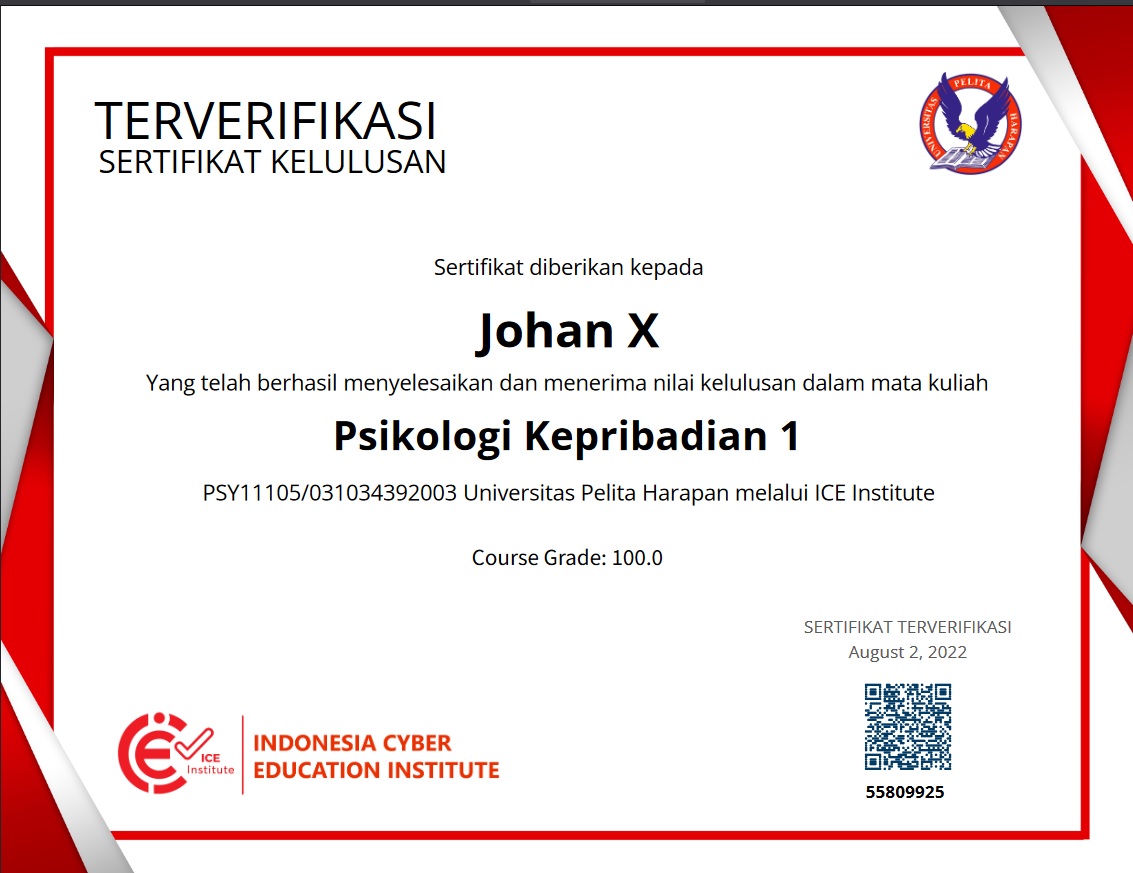 TERVERIFIKASI
SERTIFIKAT KELULUSAN
UNIVERSITAS PELITA HARAPAN
Sertifikat diberikan kepada
Johan X
Yang telah berhasil menyelesaikan dan menerima nilai kelulusan dalam mata kuliah
Psikologi Kepribadian 1
PSY11105/031034392003 Universitas Pelita Harapan melalui ICE Institute
Course Grade: 100.0
SERTIFIKAT TERVERIFIKASI
August 2, 2022
ICE
Institute
INDONESIA CYBER
EDUCATION INSTITUTE
55809925